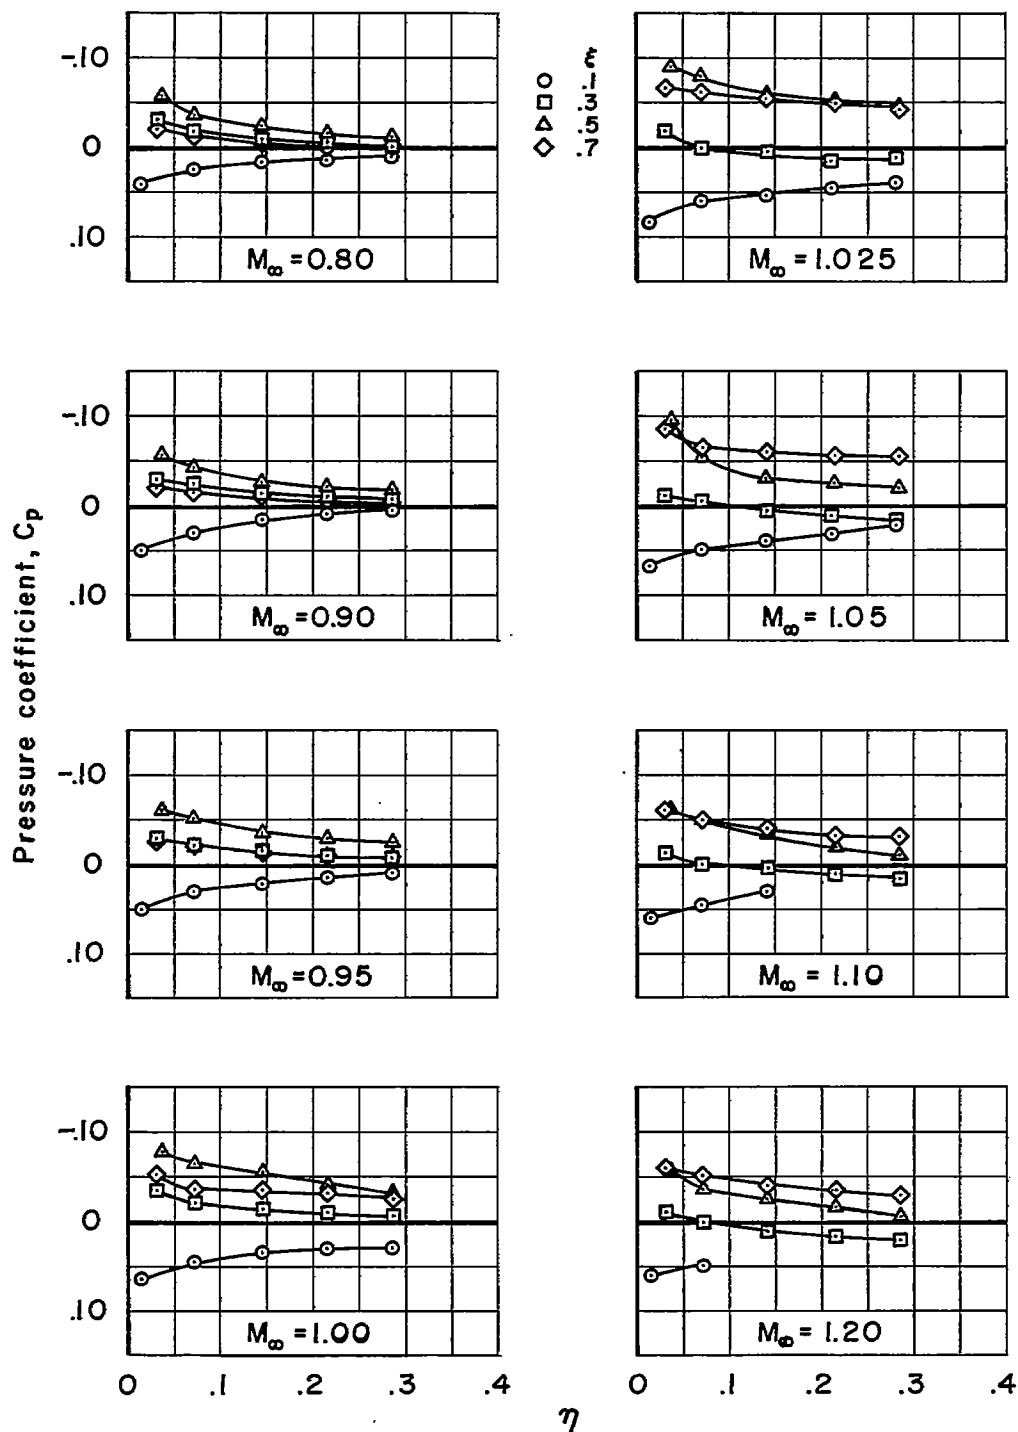 Pressure coefficient, Cp
-.10
0
.10
M∞ = 0.80
ξ
.1
.3
.5
.7
M∞ = 1.025
-.10
0
.10
M∞ = 0.90
M∞ = 1.05
-.10
0
.10
M∞ = 0.95
M∞ = 1.10
-.10
0
.10
M∞ = 1.00
M∞ = 1.20
0 .1 .2 .3 .4
0 .1 .2 .3 .4
η